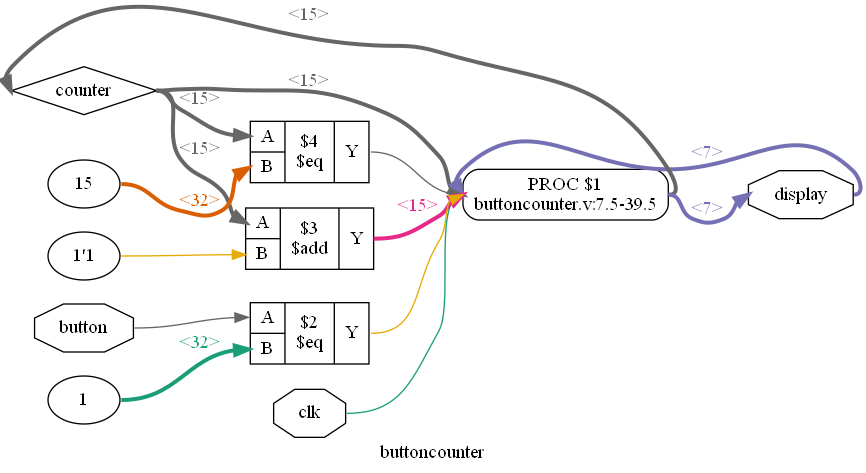 <15>
counter
<15>
<15>
<15>
A
B
$4
$eq
Y
15
<32>
<7>
PROC $1
buttoncounter.v:7.5-39.5
display
<7>
<15>
A
B
$3
$add
Y
1'1
button
A
B
$2
$eq
Y
<32>
1
clk
buttoncounter